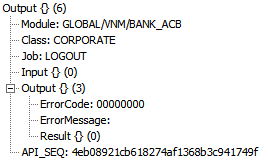 Output {} (6)
Module: GLOBAL/VNM/BANK_ACB
Class: CORPORATE
Job: LOGOUT
Input {} (0)
Output {} (3)
ErrorCode: 00000000
ErrorMessage:
Result {} (0)
API_SEQ: 4eb08921cb618274af1368b3c941749f